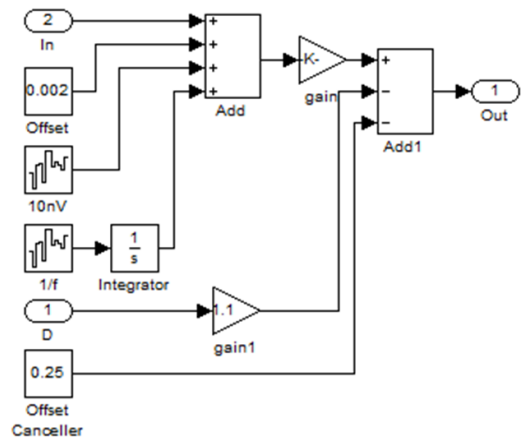 2
In
0.002
Offset
10nV
1/f
1
s
Integrator
1
D
0.25
Offset
Canceller
+
+
+
+
Add
-K-
gain
1.1
gain1
+
−
−
Add1
1
Out